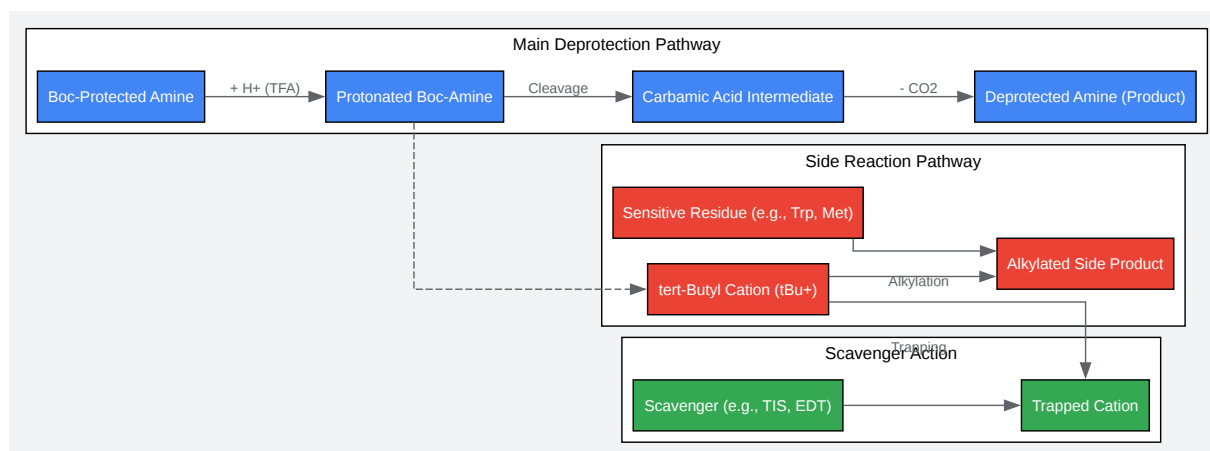 Main Deprotection Pathway
Boc-Protected Amine
+ H+ (TFA)
Protonated Boc-Amine
Cleavage
Carbamic Acid Intermediate
- CO2
Deprotected Amine (Product)
Side Reaction Pathway
Sensitive Residue (e.g., Trp, Met)
Alkylated Side Product
tert-Butyl Cation (tBu+)
Alkylation
Trapping
Scavenger Action
Scavenger (e.g., TIS, EDT)
Trapped Cation